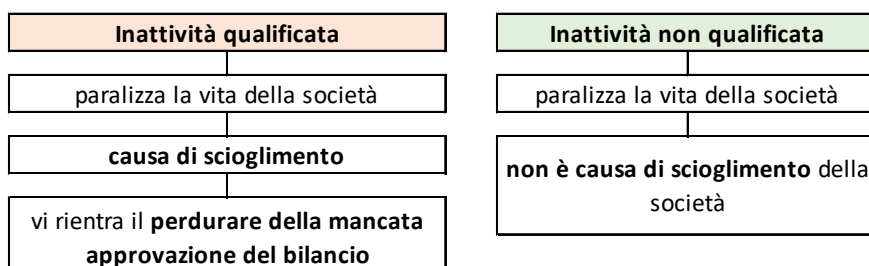 Inattività qualificata
paralizza la vita della società
causa di scioglimento
vi rientra il perdurare della mancata
approvazione del bilancio
Inattività non qualificata
paralizza la vita della società
non è causa di scioglimento della
società